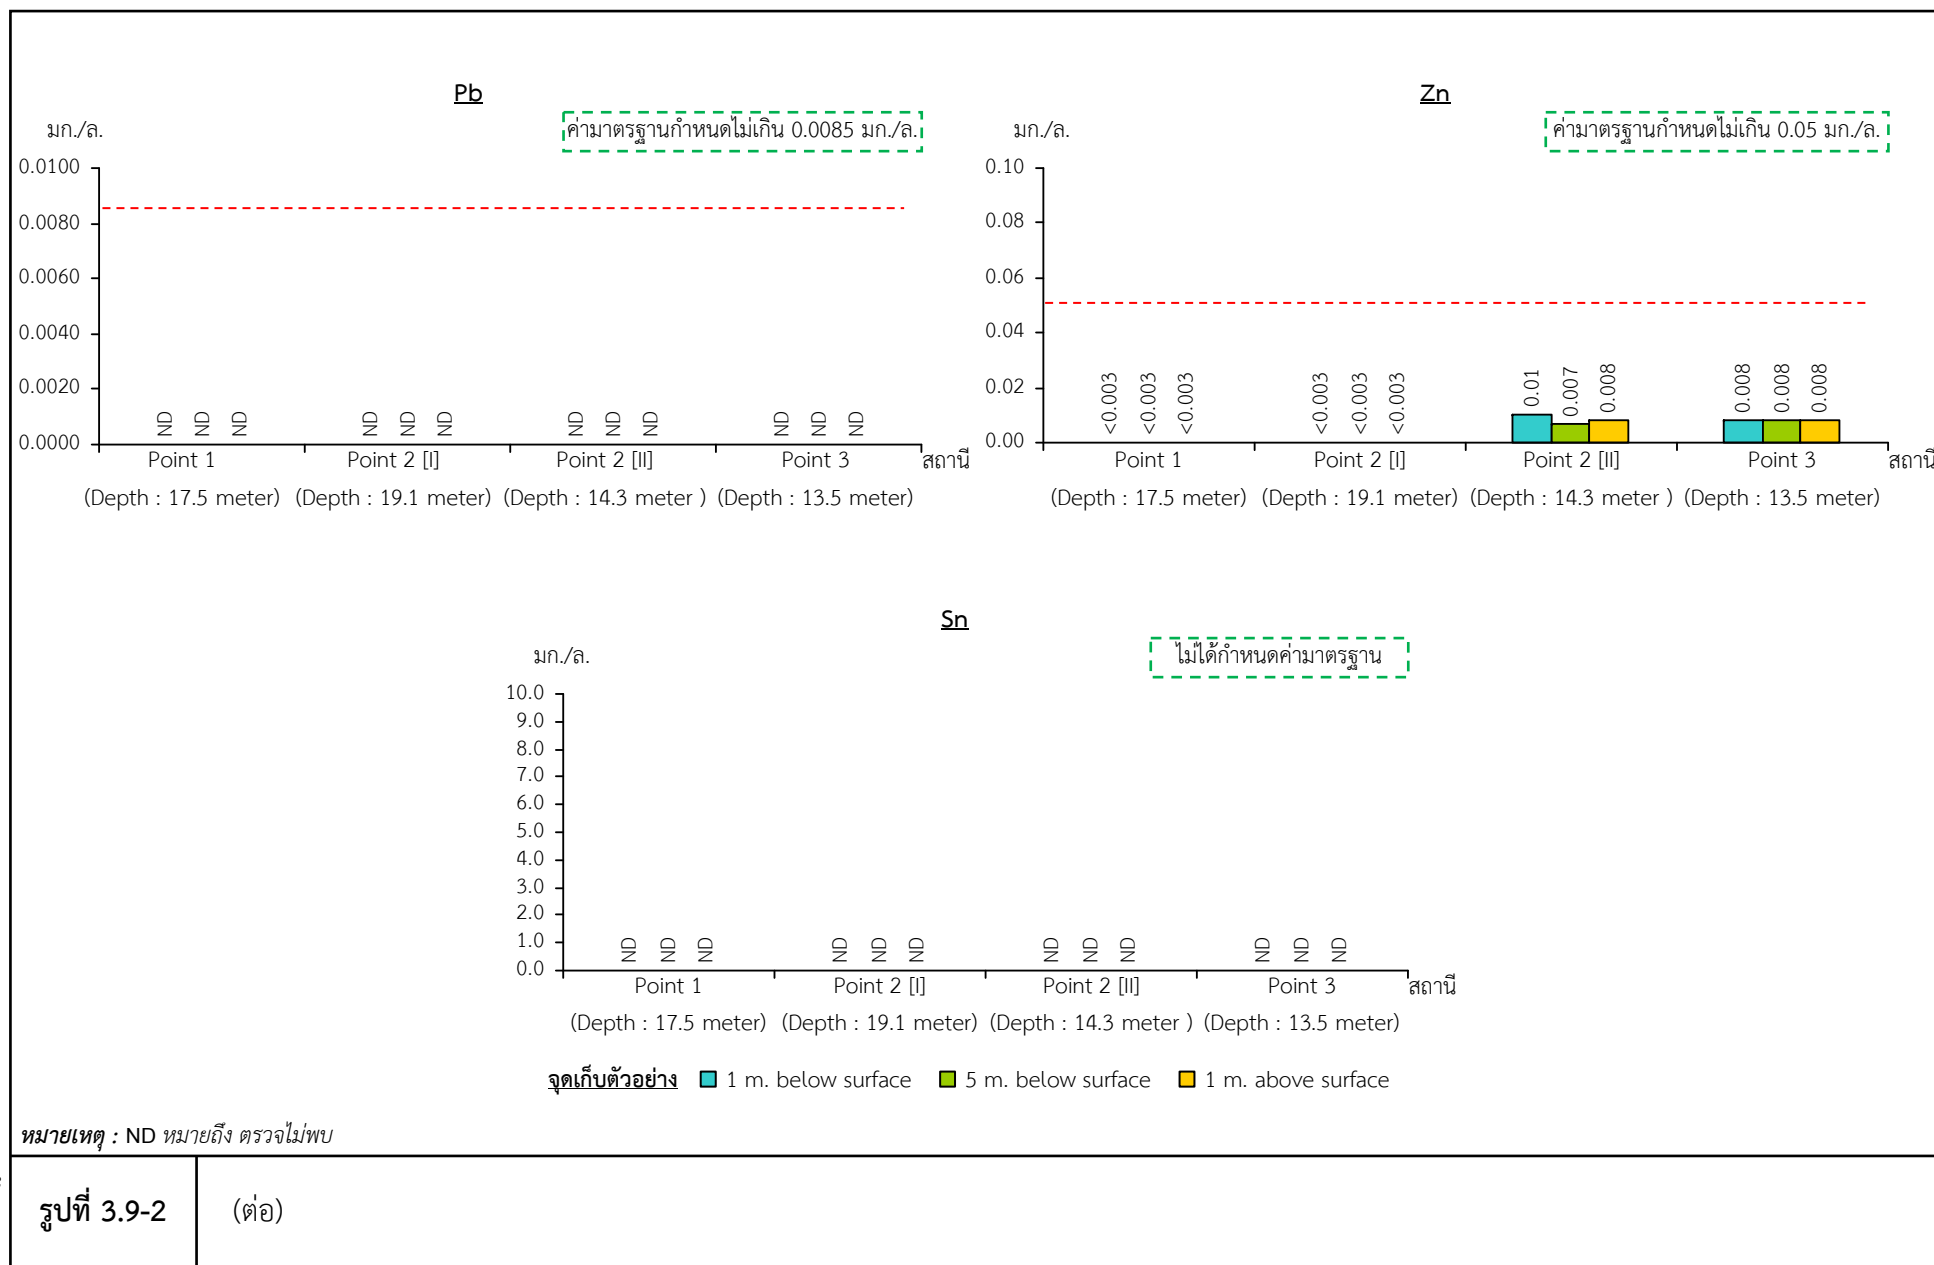 Pb
มก./ล.
ค่ามาตรฐานกำหนดไม่เกิน 0.0085 มก./ล.
0.0100
0.0080
0.0060
0.0040
0.0020
0.0000
ND ND ND ND ND ND ND ND ND ND ND ND
Point 1 Point 2 [I] Point 2 [II] Point 3 สถานี
(Depth : 17.5 meter) (Depth : 19.1 meter) (Depth : 14.3 meter ) (Depth : 13.5 meter)
Zn
มก./ล.
ค่ามาตรฐานกำหนดไม่เกิน 0.05 มก./ล.
0.10
0.08
0.06
0.04
0.02
0.00
<0.003 <0.003 <0.003 <0.003 <0.003 <0.003 0.01 0.007 0.008 0.008 0.008 0.008
Point 1 Point 2 [I] Point 2 [II] Point 3 สถานี
(Depth : 17.5 meter) (Depth : 19.1 meter) (Depth : 14.3 meter ) (Depth : 13.5 meter)
Sn
มก./ล.
ไม่ได้กำหนดค่ามาตรฐาน
10.0
9.0
8.0
7.0
6.0
5.0
4.0
3.0
2.0
1.0
0.0
ND ND ND ND ND ND ND ND ND ND ND ND
Point 1 Point 2 [I] Point 2 [II] Point 3 สถานี
(Depth : 17.5 meter) (Depth : 19.1 meter) (Depth : 14.3 meter ) (Depth : 13.5 meter)
จุดเก็บตัวอย่าง 1 m. below surface 5 m. below surface 1 m. above surface
หมายเหตุ : ND หมายถึง ตรวจไม่พบ
รูปที่ 3.9-2 (ต่อ)